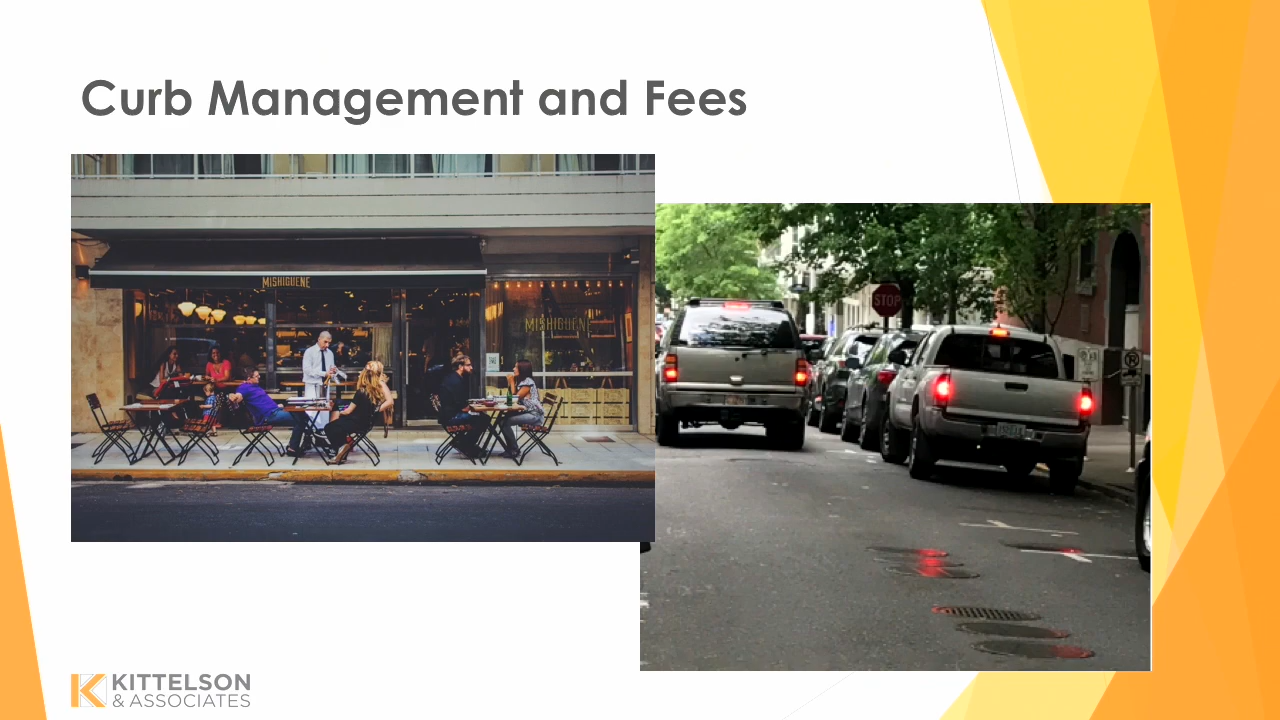 Curb Management and Fees
MISHIGUENE
MISHIGUENE
STOP
KITTELSON
& ASSOCIATES